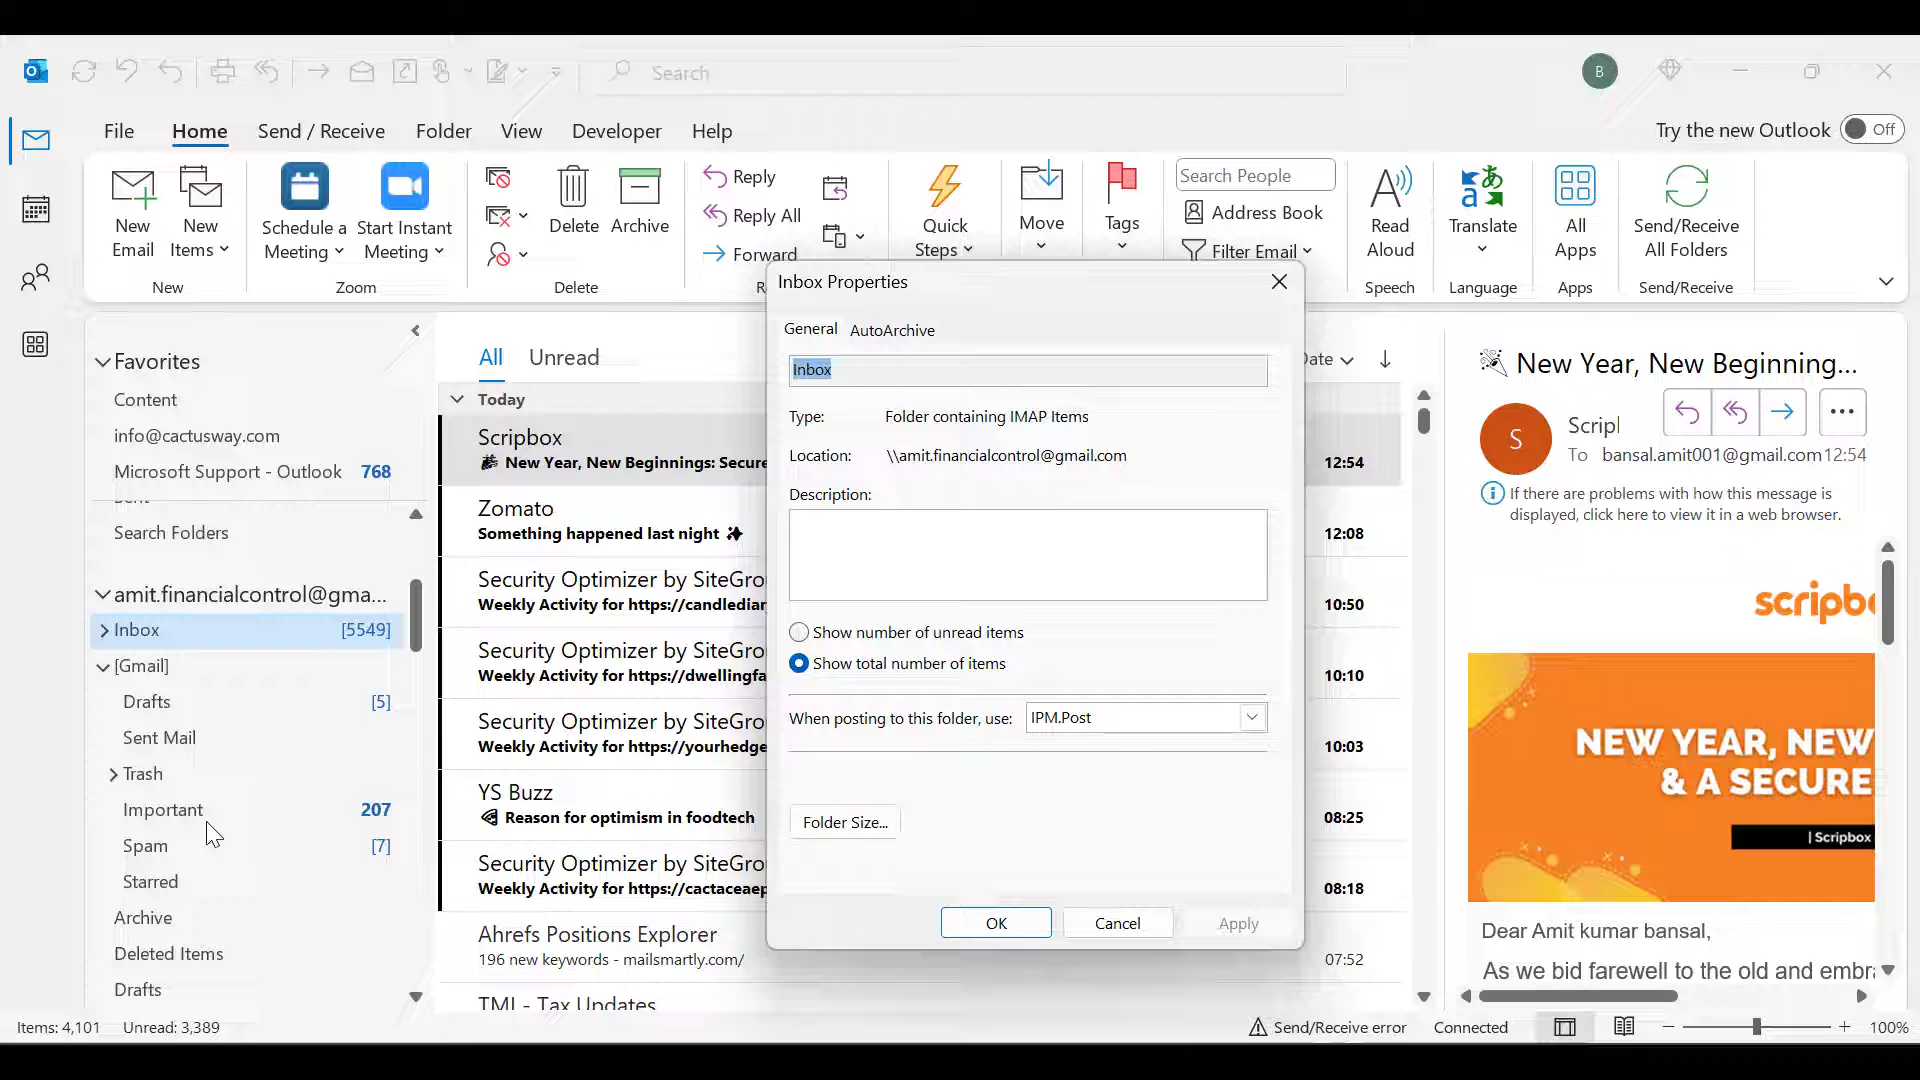 Search
B
File Home Send / Receive Folder View Developer Help
Try the new Outlook Off
New Email
New Items
New
Schedule a Meeting
Start Instant Meeting
Zoom
Delete
Archive
Delete
Reply
Reply All
Forward
Quick Steps
Move
Tags
Search People
Address Book
Filter Email
Read Aloud
Speech
Translate
Language
All Apps
Apps
Send/Receive All Folders
Send/Receive
Favorites
Content
info@cactusway.com
Microsoft Support - Outlook 768
Search Folders
amit.financialcontrol@gma...
Inbox [5549]
[Gmail]
Drafts [5]
Sent Mail
Trash
Important 207
Spam [7]
Starred
Archive
Deleted Items
Drafts
All Unread
Date
Today
Scripbox
New Year, New Beginnings: Secure 12:54
Zomato
Something happened last night 12:08
Security Optimizer by SiteGro
Weekly Activity for https://candlediar 10:50
Security Optimizer by SiteGro
Weekly Activity for https://dwellingfa 10:10
Security Optimizer by SiteGro
Weekly Activity for https://yourhedge 10:03
YS Buzz
Reason for optimism in foodtech 08:25
Security Optimizer by SiteGro
Weekly Activity for https://cactaceaep 08:18
Ahrefs Positions Explorer
196 new keywords - mailsmartly.com/ 07:52
TML - Tax Updates
Inbox Properties
General AutoArchive
Inbox
Type: Folder containing IMAP Items
Location: \\amit.financialcontrol@gmail.com
Description:
Show number of unread items
Show total number of items
When posting to this folder, use: IPM.Post
Folder Size...
OK Cancel Apply
New Year, New Beginning...
S
Scripl
To bansal.amit001@gmail.com 12:54
If there are problems with how this message is
displayed, click here to view it in a web browser.
scripbo
NEW YEAR, NEW
& A SECURE
| Scripbox
Dear Amit kumar bansal,
As we bid farewell to the old and embra
Items: 4,101 Unread: 3,389
Send/Receive error Connected 100%